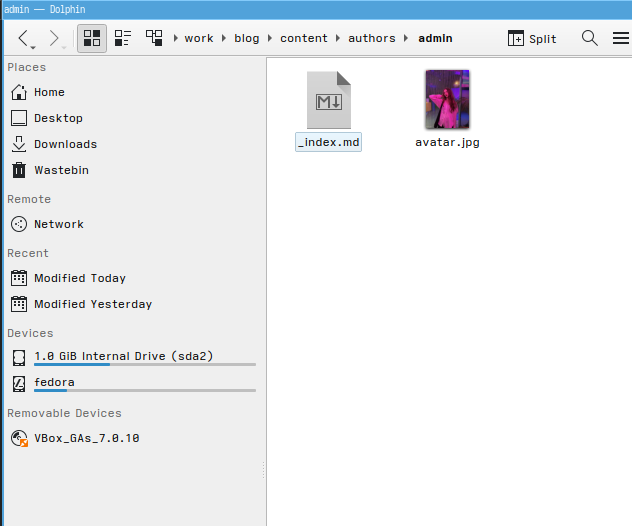 admin — Dolphin
work blog content authors admin Split
Places
Home
Desktop
Downloads
Wastebin
Remote
Network
Recent
Modified Today
Modified Yesterday
Devices
1.0 GiB Internal Drive (sda2)
fedora
Removable Devices
VBox_GAs_7.0.10
M↓
_index.md
avatar.jpg